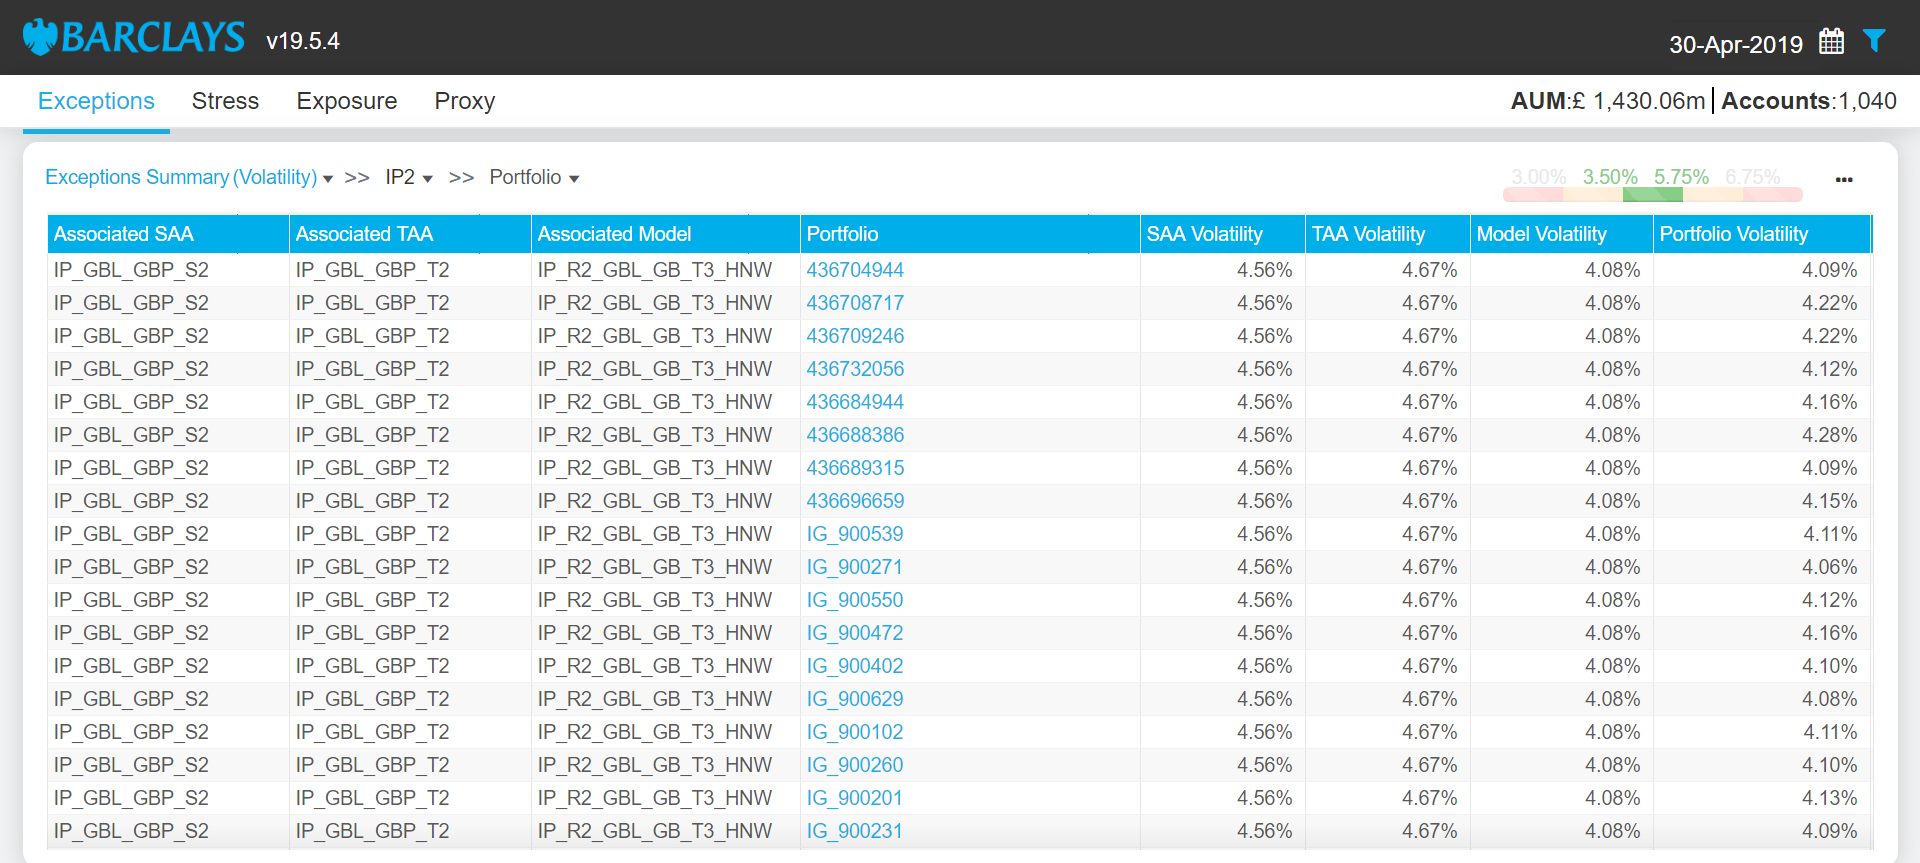 BARCLAYS v19.5.4 30-Apr-2019
Exceptions Stress Exposure Proxy AUM:£ 1,430.06m Accounts:1,040
Exceptions Summary (Volatility) >> IP2 >> Portfolio 3.00% 3.50% 5.75% 6.75% ...
Associated SAA Associated TAA Associated Model Portfolio SAA Volatility TAA Volatility Model Volatility Portfolio Volatility
IP_GBL_GBP_S2 IP_GBL_GBP_T2 IP_R2_GBL_GB_T3_HNW 436704944 4.56% 4.67% 4.08% 4.09%
IP_GBL_GBP_S2 IP_GBL_GBP_T2 IP_R2_GBL_GB_T3_HNW 436708717 4.56% 4.67% 4.08% 4.22%
IP_GBL_GBP_S2 IP_GBL_GBP_T2 IP_R2_GBL_GB_T3_HNW 436709246 4.56% 4.67% 4.08% 4.22%
IP_GBL_GBP_S2 IP_GBL_GBP_T2 IP_R2_GBL_GB_T3_HNW 436732056 4.56% 4.67% 4.08% 4.12%
IP_GBL_GBP_S2 IP_GBL_GBP_T2 IP_R2_GBL_GB_T3_HNW 436684944 4.56% 4.67% 4.08% 4.16%
IP_GBL_GBP_S2 IP_GBL_GBP_T2 IP_R2_GBL_GB_T3_HNW 436688386 4.56% 4.67% 4.08% 4.28%
IP_GBL_GBP_S2 IP_GBL_GBP_T2 IP_R2_GBL_GB_T3_HNW 436689315 4.56% 4.67% 4.08% 4.09%
IP_GBL_GBP_S2 IP_GBL_GBP_T2 IP_R2_GBL_GB_T3_HNW 436696659 4.56% 4.67% 4.08% 4.15%
IP_GBL_GBP_S2 IP_GBL_GBP_T2 IP_R2_GBL_GB_T3_HNW IG_900539 4.56% 4.67% 4.08% 4.11%
IP_GBL_GBP_S2 IP_GBL_GBP_T2 IP_R2_GBL_GB_T3_HNW IG_900271 4.56% 4.67% 4.08% 4.06%
IP_GBL_GBP_S2 IP_GBL_GBP_T2 IP_R2_GBL_GB_T3_HNW IG_900550 4.56% 4.67% 4.08% 4.12%
IP_GBL_GBP_S2 IP_GBL_GBP_T2 IP_R2_GBL_GB_T3_HNW IG_900472 4.56% 4.67% 4.08% 4.16%
IP_GBL_GBP_S2 IP_GBL_GBP_T2 IP_R2_GBL_GB_T3_HNW IG_900402 4.56% 4.67% 4.08% 4.10%
IP_GBL_GBP_S2 IP_GBL_GBP_T2 IP_R2_GBL_GB_T3_HNW IG_900629 4.56% 4.67% 4.08% 4.08%
IP_GBL_GBP_S2 IP_GBL_GBP_T2 IP_R2_GBL_GB_T3_HNW IG_900102 4.56% 4.67% 4.08% 4.11%
IP_GBL_GBP_S2 IP_GBL_GBP_T2 IP_R2_GBL_GB_T3_HNW IG_900260 4.56% 4.67% 4.08% 4.10%
IP_GBL_GBP_S2 IP_GBL_GBP_T2 IP_R2_GBL_GB_T3_HNW IG_900201 4.56% 4.67% 4.08% 4.13%
IP_GBL_GBP_S2 IP_GBL_GBP_T2 IP_R2_GBL_GB_T3_HNW IG_900231 4.56% 4.67% 4.08% 4.09%